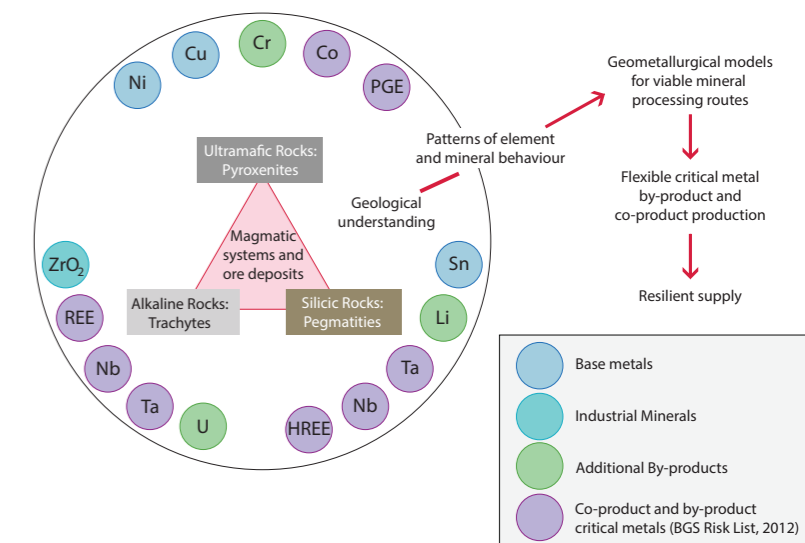 Ni
Cu
Cr
Co
PGE
Ultramafic Rocks:
Pyroxenites
Geological
understanding
Patterns of element
and mineral behaviour
Geometallurgical models
for viable mineral
processing routes
Flexible critical metal
by-product and
co-product production
Resilient supply
Magmatic
systems and
ore deposits
Alkaline Rocks:
Trachytes
Silicic Rocks:
Pegmatities
ZrO₂
REE
Nb
Ta
U
Sn
Li
Ta
Nb
HREE
Base metals
Industrial Minerals
Additional By-products
Co-product and by-product
critical metals (BGS Risk List, 2012)